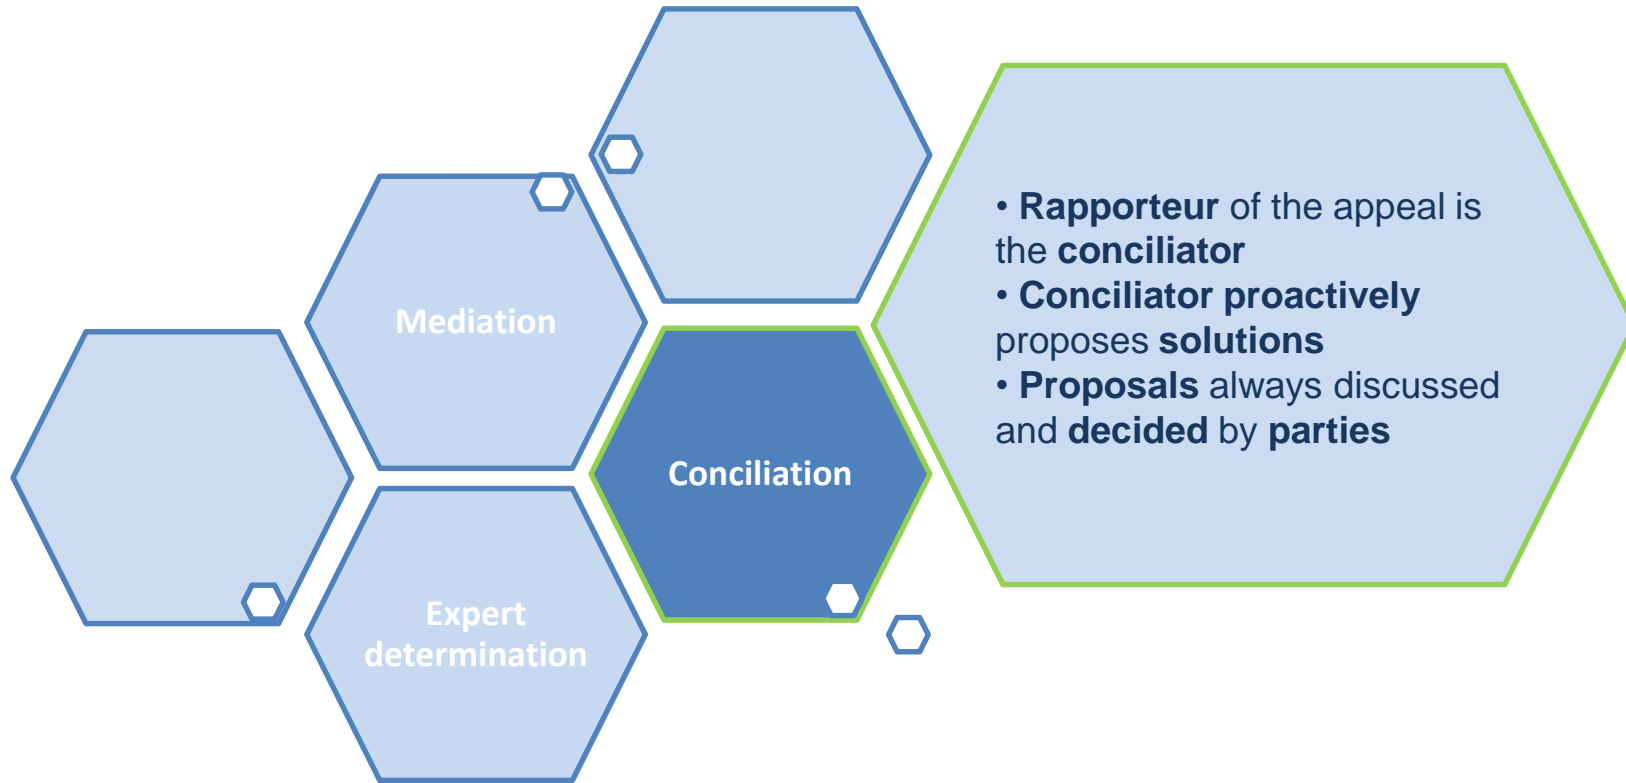 Mediation
Expert
determination
Conciliation
• Rapporteur of the appeal is
the conciliator
• Conciliator proactively
proposes solutions
• Proposals always discussed
and decided by parties